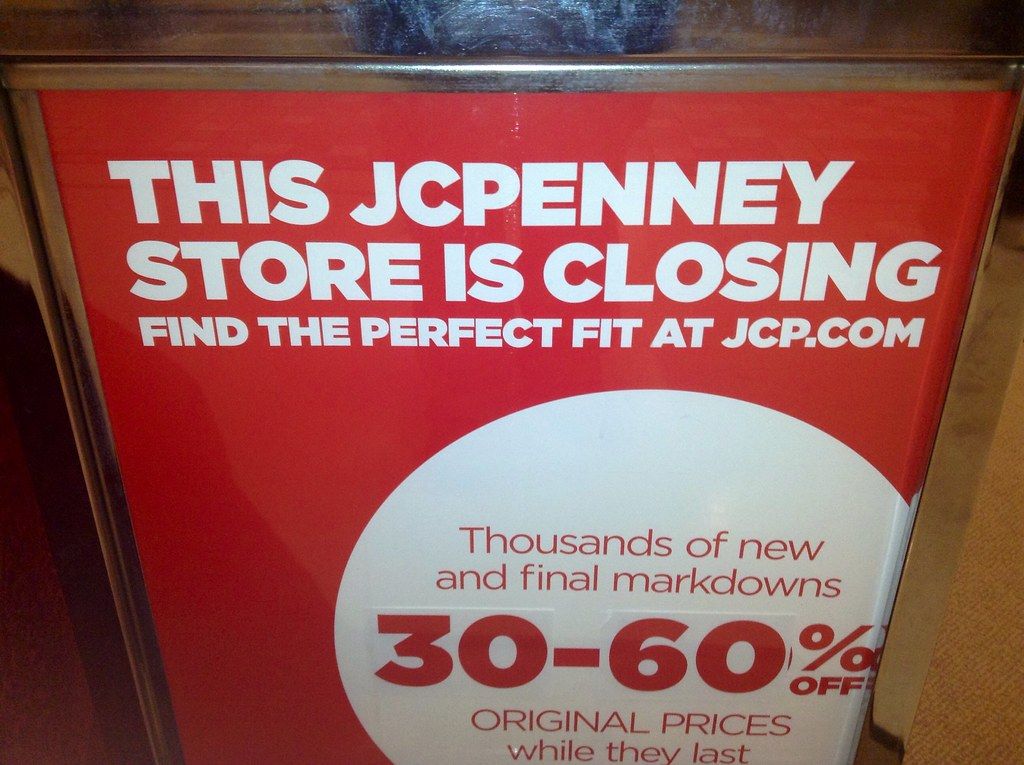 THIS JCPENNEY
STORE IS CLOSING
FIND THE PERFECT FIT AT JCP.COM
Thousands of new
and final markdowns
30-60% OFF
ORIGINAL PRICES
while they last